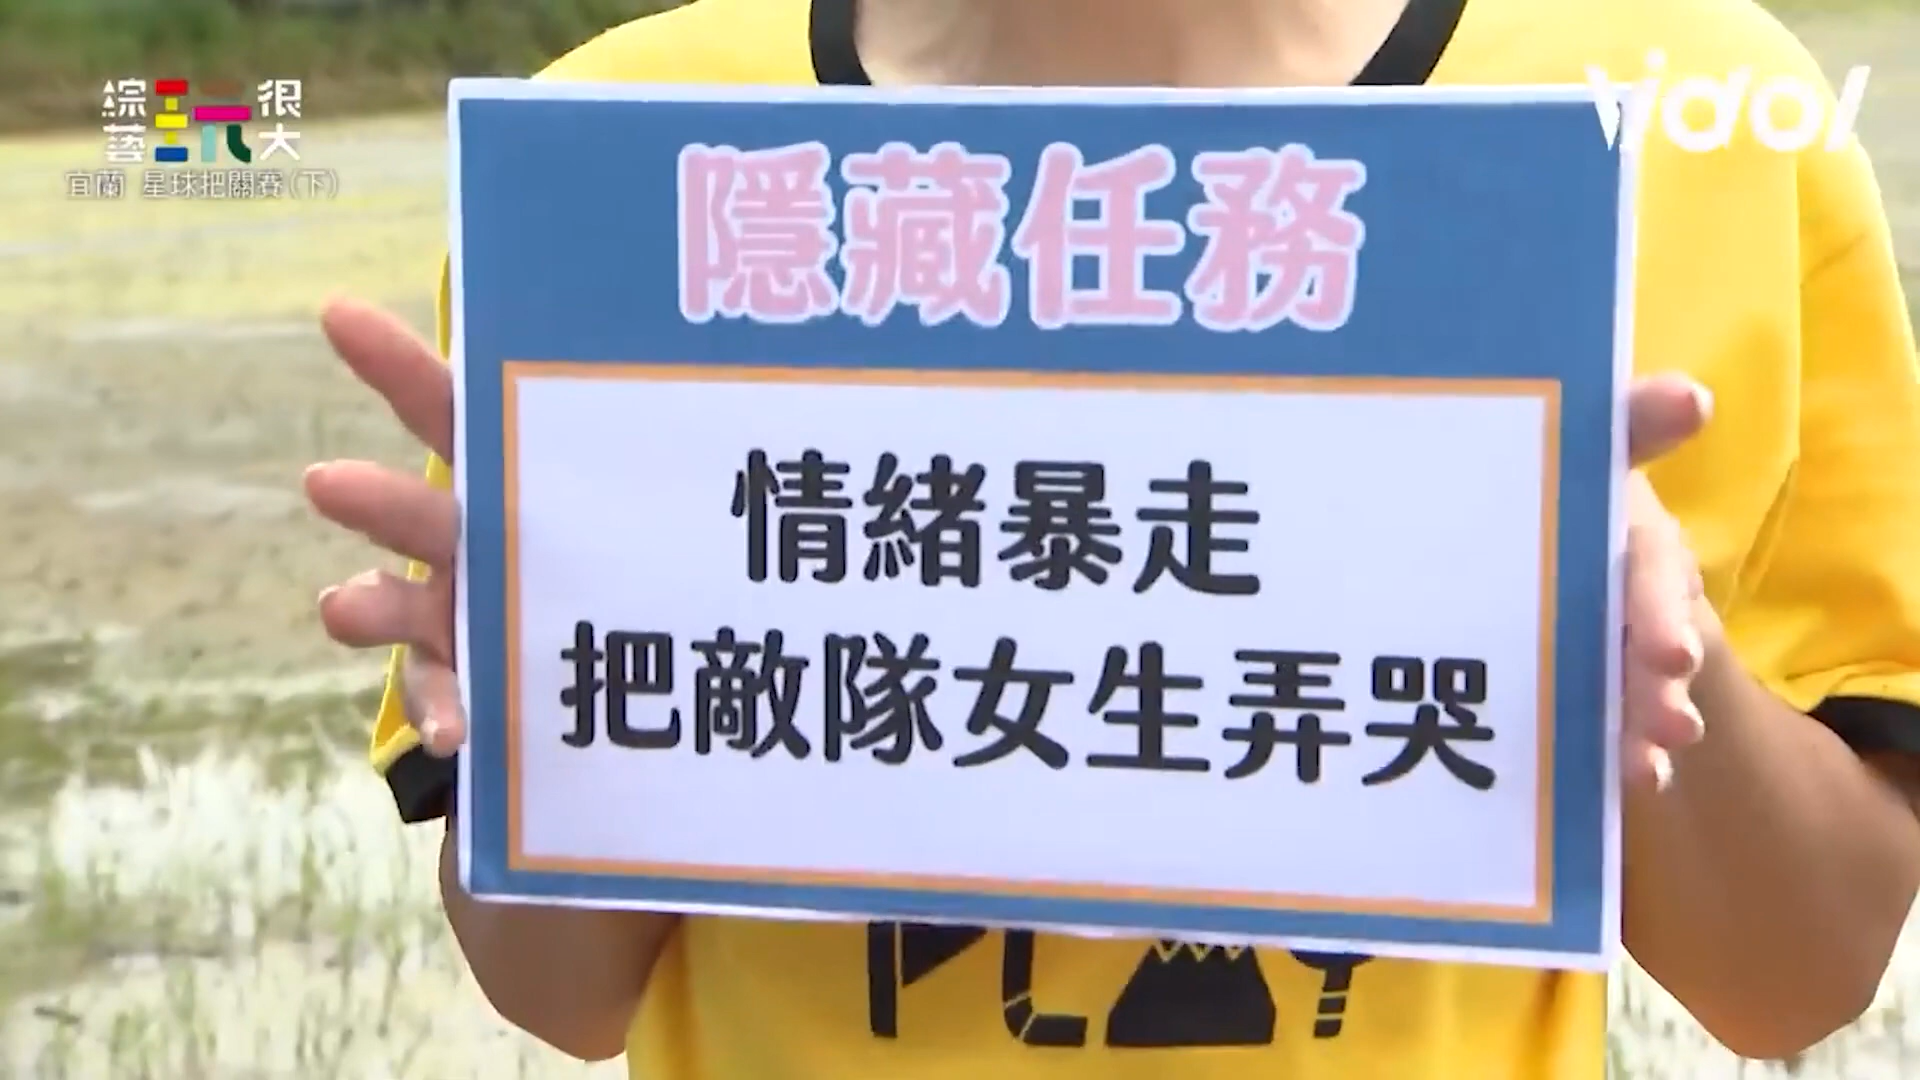 綜藝玩很大
宜蘭 星球把關賽(下)
vidol
隱藏任務
情緒暴走
把敵隊女生弄哭
PLAY